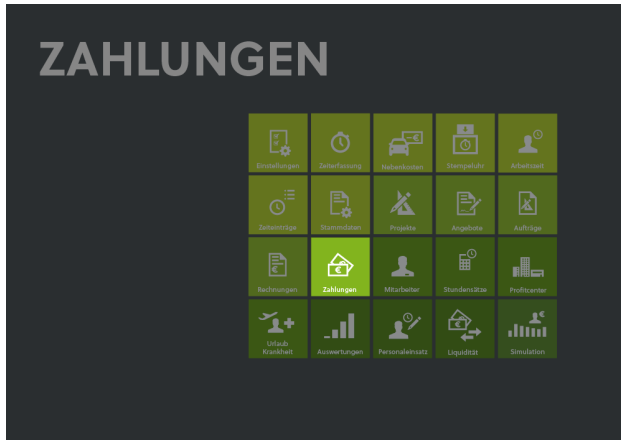 ZAHLUNGEN
Einstellungen
Zeiterfassung
Nebenkosten
Stempeluhr
Arbeitszeit
Zeiteinträge
Stammdaten
Projekte
Angebote
Aufträge
Rechnungen
Zahlungen
Mitarbeiter
Stundensätze
Profitcenter
Urlaub
Krankheit
Auswertungen
Personaleinsatz
Liquidität
Simulation